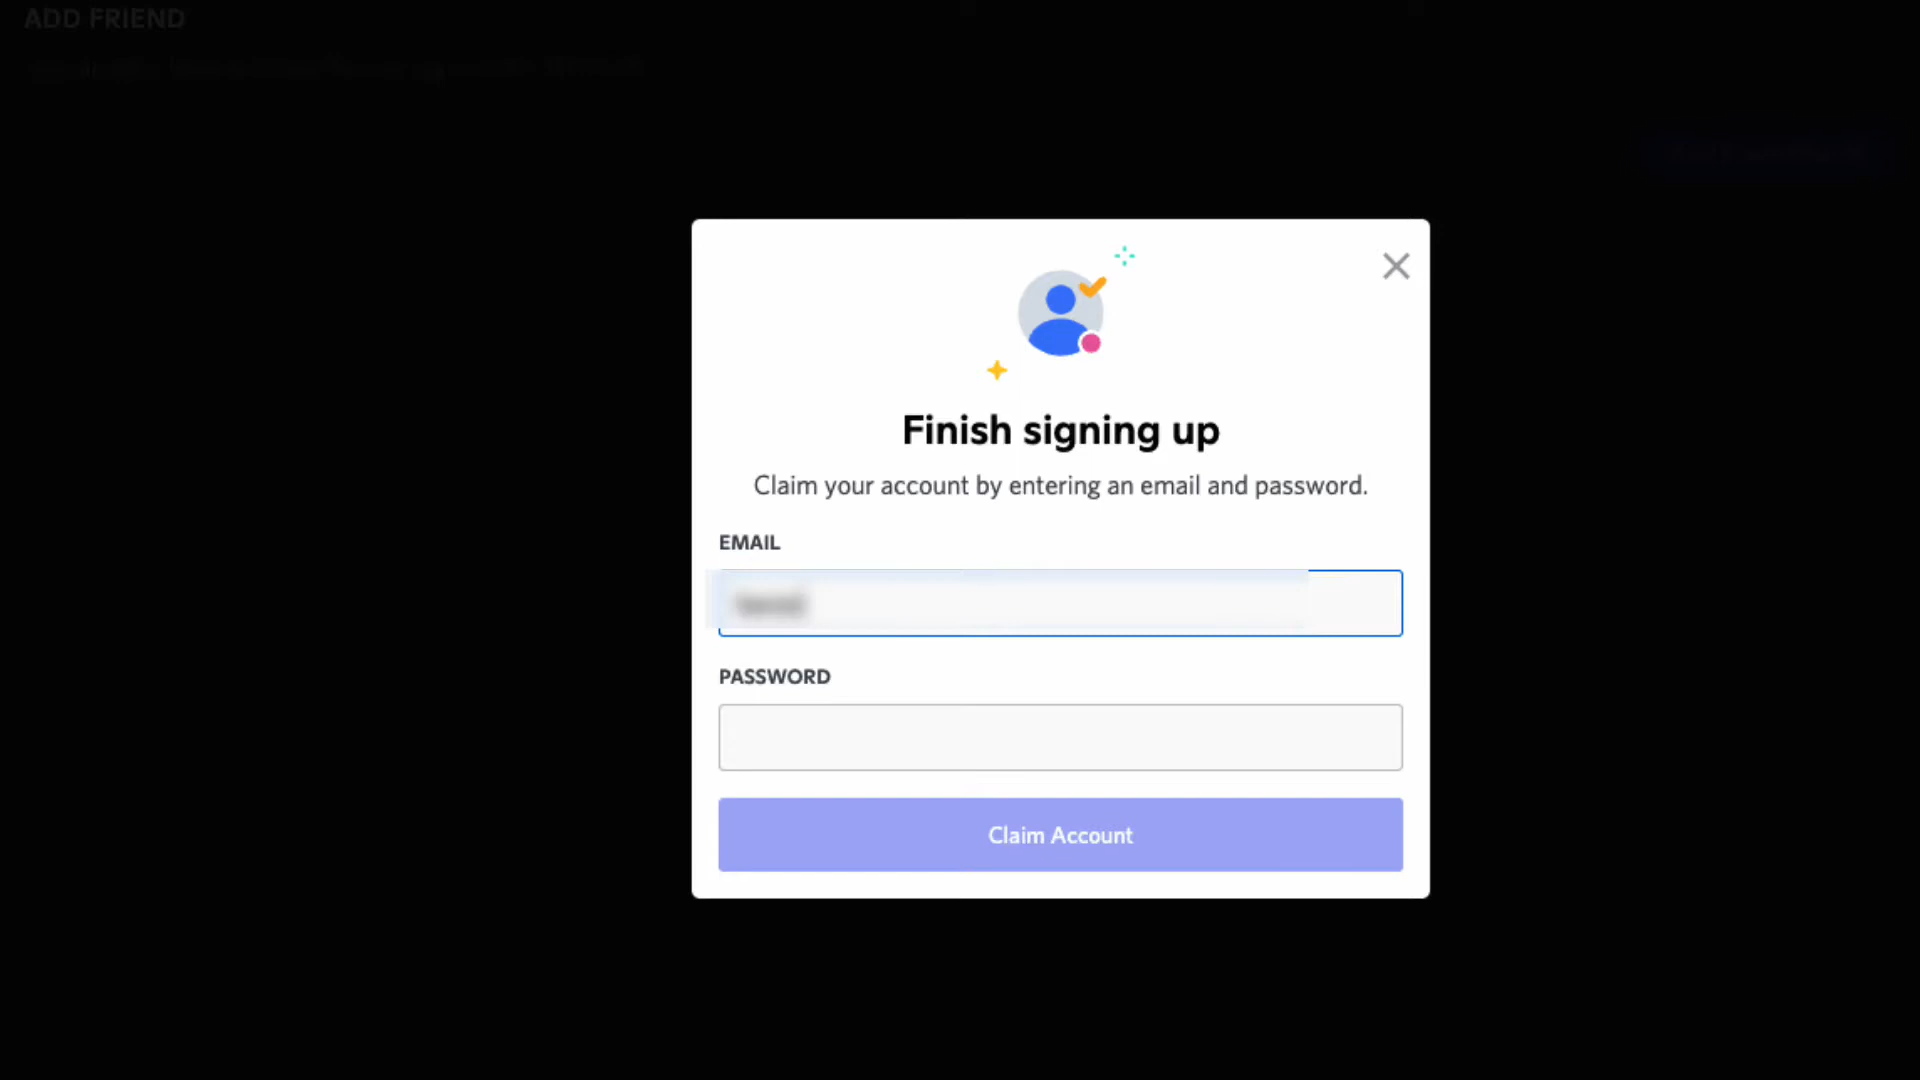 ADD FRIEND
Finish signing up
Claim your account by entering an email and password.
EMAIL
PASSWORD
Claim Account